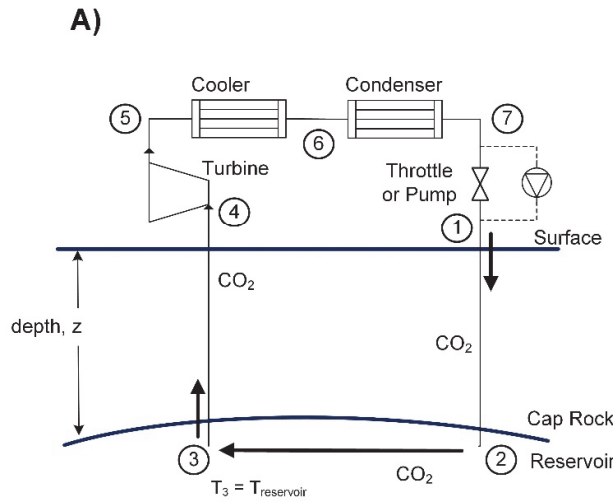 A)
Cooler
Condenser
5
6
7
Turbine
Throttle
or Pump
4
1
Surface
CO₂
depth, z
CO₂
Cap Rock
3
CO₂
2
Reservoir
T₃ = Treservoir